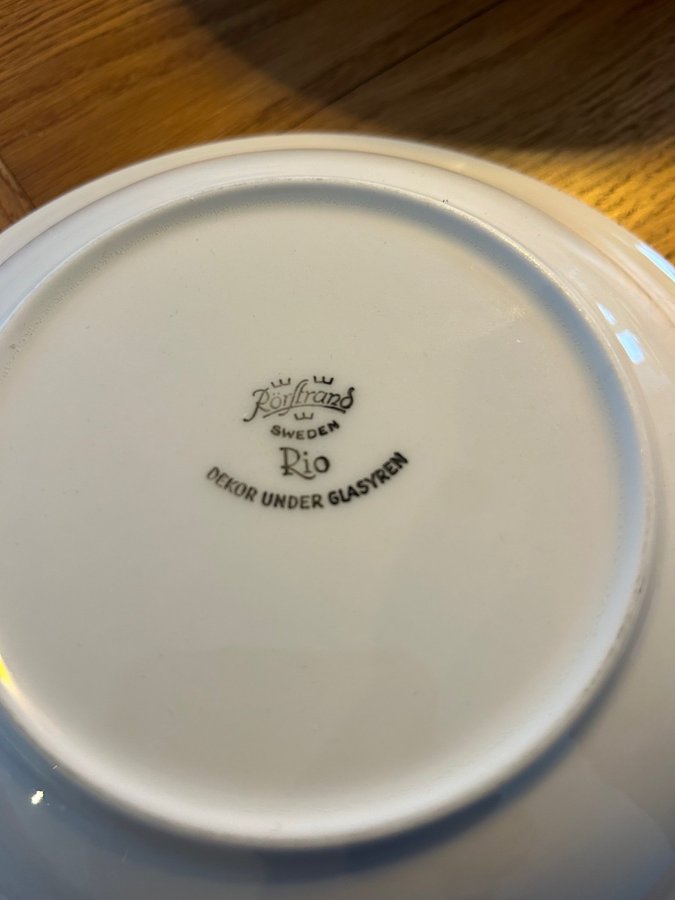 Rörstrand
SWEDEN
Rio
DEKOR UNDER GLASYREN